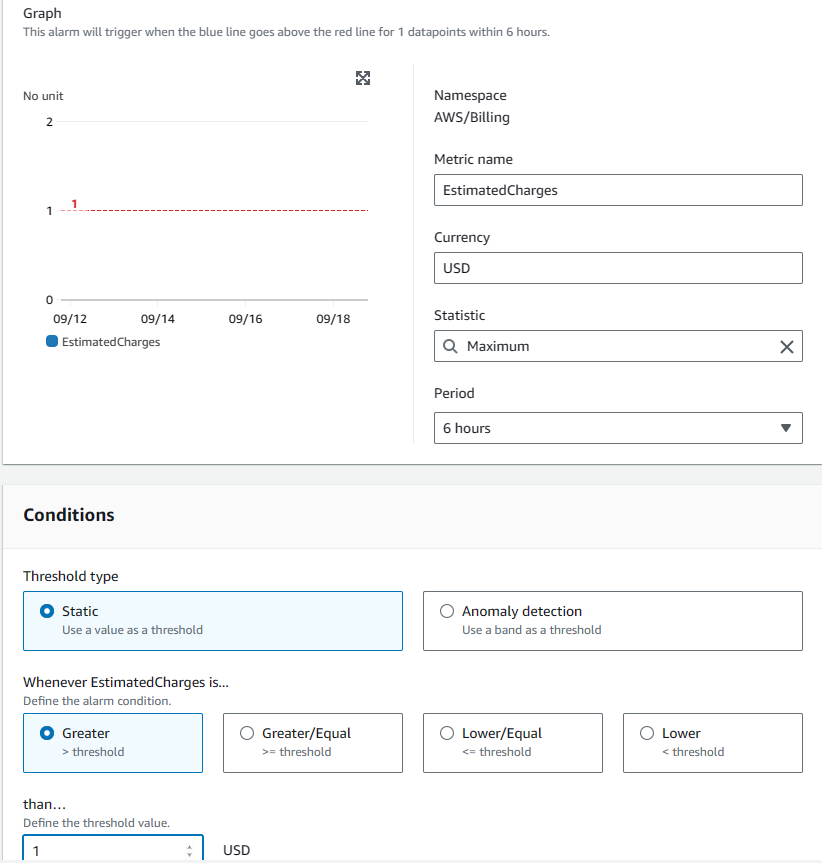 Graph
This alarm will trigger when the blue line goes above the red line for 1 datapoints within 6 hours.
No unit
2
1
1
0
09/12 09/14 09/16 09/18
EstimatedCharges
Namespace
AWS/Billing
Metric name
EstimatedCharges
Currency
USD
Statistic
Maximum
Period
6 hours
Conditions
Threshold type
Static
Use a value as a threshold
Anomaly detection
Use a band as a threshold
Whenever EstimatedCharges is...
Define the alarm condition.
Greater
> threshold
Greater/Equal
>= threshold
Lower/Equal
<= threshold
Lower
< threshold
than...
Define the threshold value.
1 USD